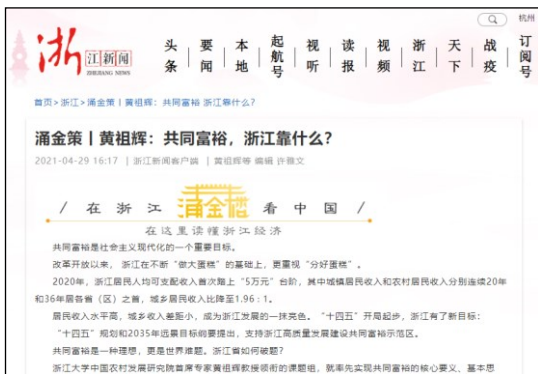 杭州
浙江新闻
ZHEJIANG NEWS
头条 | 要闻 | 本地 | 起航号 | 视听 | 读报 | 视频 | 浙江 | 天下 | 战疫 | 订阅号
首页>浙江>涌金策丨黄祖辉：共同富裕 浙江靠什么？
涌金策丨黄祖辉：共同富裕，浙江靠什么？
2021-04-29 16:17 | 浙江新闻客户端 | 黄祖辉等 编辑 许雅文
/ 在浙江 涌金楼 看中国 /
在这里读懂浙江经济
共同富裕是社会主义现代化的一个重要目标。
改革开放以来，浙江在不断“做大蛋糕”的基础上，更重视“分好蛋糕”。
2020年，浙江居民人均可支配收入首次踏上“5万元”台阶，其中城镇居民收入和农村居民收入分别连续20年
和36年居各省（区）之首，城乡居民收入比降至1.96：1。
居民收入水平高，城乡收入差距小，成为浙江发展的一抹亮色。“十四五”开局起步，浙江有了新目标：
“十四五”规划和2035年远景目标纲要提出，支持浙江高质量发展建设共同富裕示范区。
共同富裕是一种理想，更是世界难题。浙江省如何破题？
浙江大学中国农村发展研究院首席专家黄祖辉教授领衔的课题组，就率先实现共同富裕的核心要义、基本思